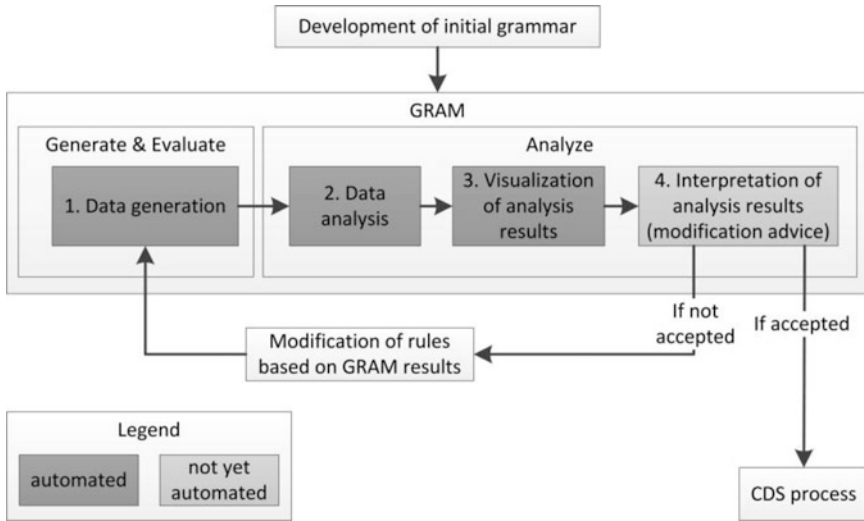 Development of initial grammar
GRAM
Generate & Evaluate
Analyze
1. Data generation
2. Data
analysis
3. Visualization
of analysis
results
4. Interpretation of
analysis results
(modification advice)
If not
accepted
If accepted
Modification of rules
based on GRAM results
Legend
automated
not yet
automated
CDS process